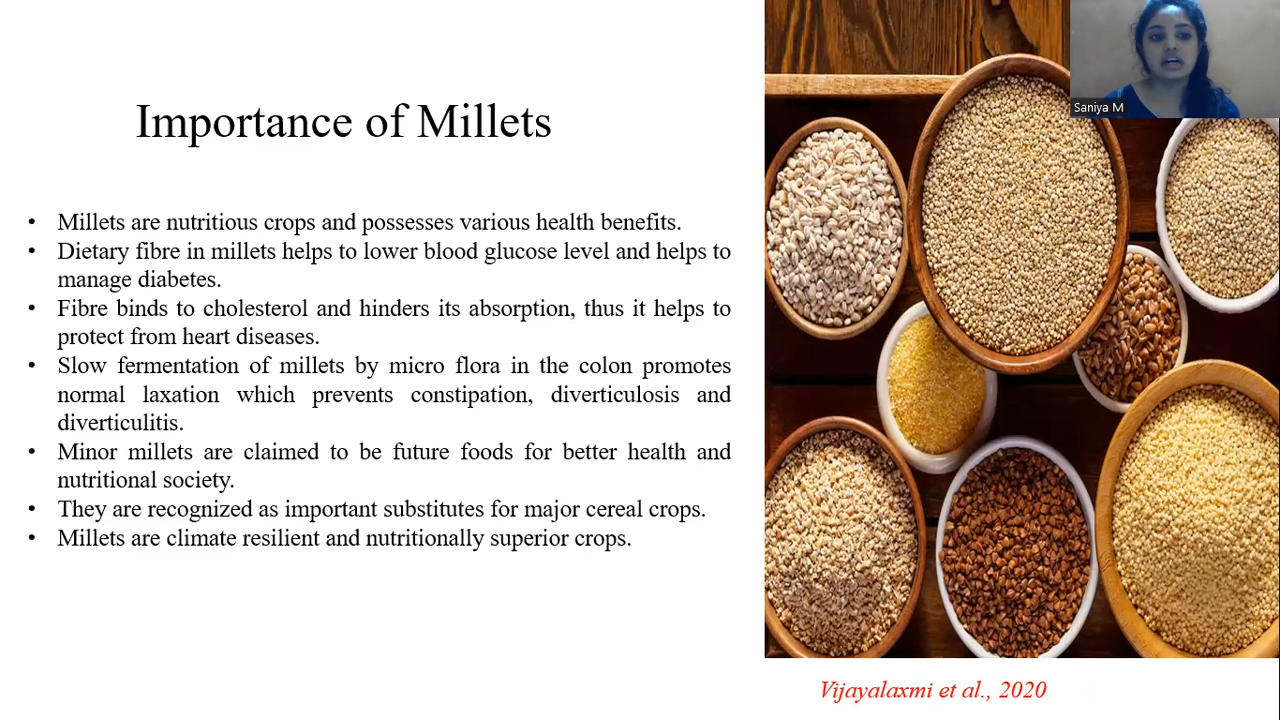 Saniya M
Importance of Millets
• Millets are nutritious crops and possesses various health benefits.
• Dietary fibre in millets helps to lower blood glucose level and helps to
manage diabetes.
• Fibre binds to cholesterol and hinders its absorption, thus it helps to
protect from heart diseases.
• Slow fermentation of millets by micro flora in the colon promotes
normal laxation which prevents constipation, diverticulosis and
diverticulitis.
• Minor millets are claimed to be future foods for better health and
nutritional society.
• They are recognized as important substitutes for major cereal crops.
• Millets are climate resilient and nutritionally superior crops.
Vijayalaxmi et al., 2020